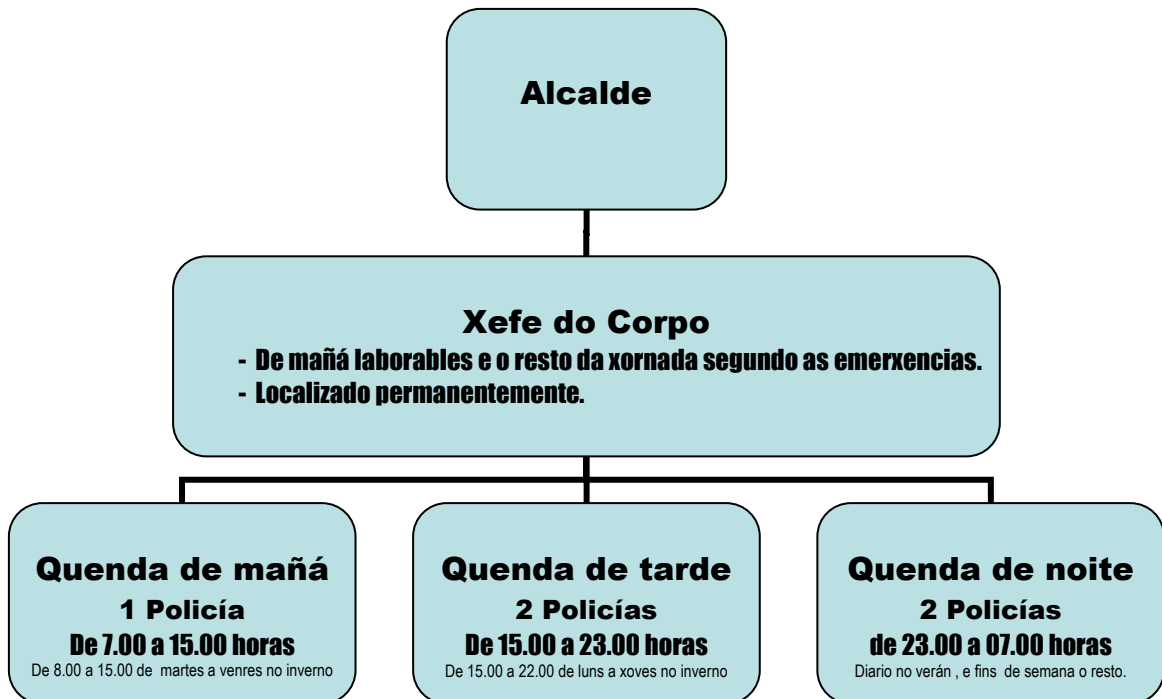 Alcalde
Xefe do Corpo
- De mañá laborables e o resto da xornada segundo as emerxencias.
- Localizado permanentemente.
Quenda de mañá
1 Policía
De 7.00 a 15.00 horas
De 8.00 a 15.00 de martes a venres no inverno
Quenda de tarde
2 Policías
De 15.00 a 23.00 horas
De 15.00 a 22.00 de luns a xoves no inverno
Quenda de noite
2 Policías
de 23.00 a 07.00 horas
Diario no verán , e fins de semana o resto.